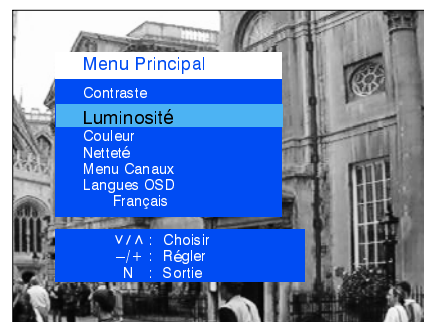 Menu Principal
Contraste
Luminosité
Couleur
Netteté
Menu Canaux
Langues OSD
Français
∨/∧ : Choisir
–/+ : Régler
N : Sortie